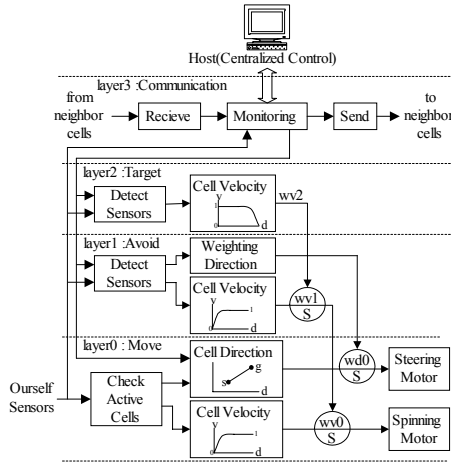 Host(Centralized Control)
layer3 :Communication
from neighbor cells
Recieve
Monitoring
Send
to neighbor cells
layer2 :Target
Detect Sensors
Cell Velocity
v
1
0
d
wv2
layer1 :Avoid
Detect Sensors
Weighting Direction
Cell Velocity
v
1
0
d
wv1
S
layer0 : Move
Cell Direction
s
g
wd0
S
Steering Motor
Ourself Sensors
Check Active Cells
Cell Velocity
v
1
0
d
wv0
S
Spinning Motor